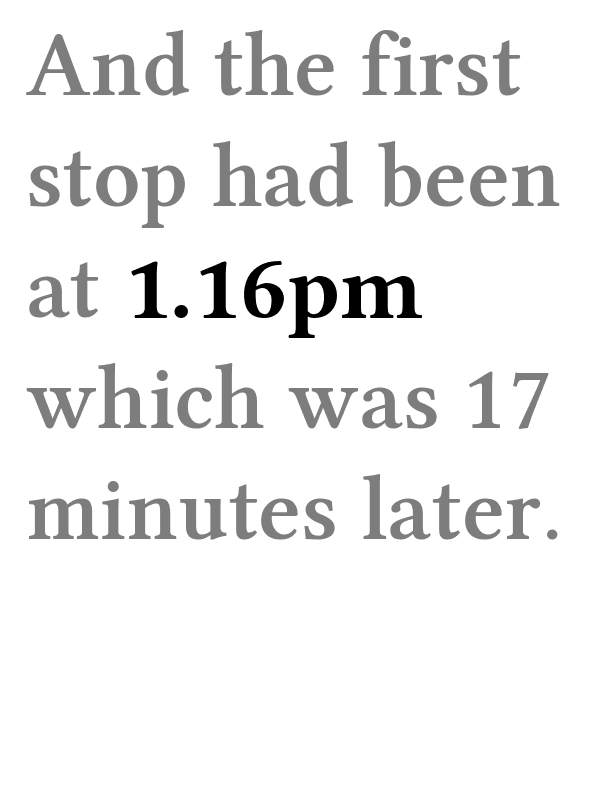 And the first
stop had been
at 1.16pm
which was 17
minutes later.